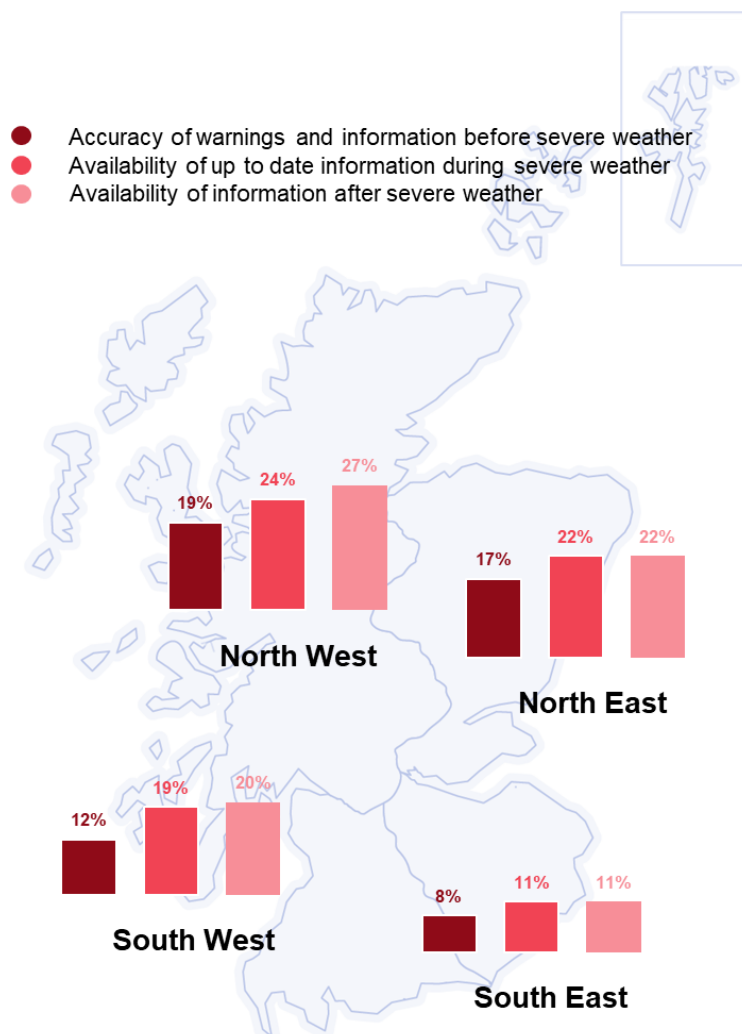 Accuracy of warnings and information before severe weather
Availability of up to date information during severe weather
Availability of information after severe weather
19%
24%
27%
North West
17%
22%
22%
North East
12%
19%
20%
South West
8%
11%
11%
South East